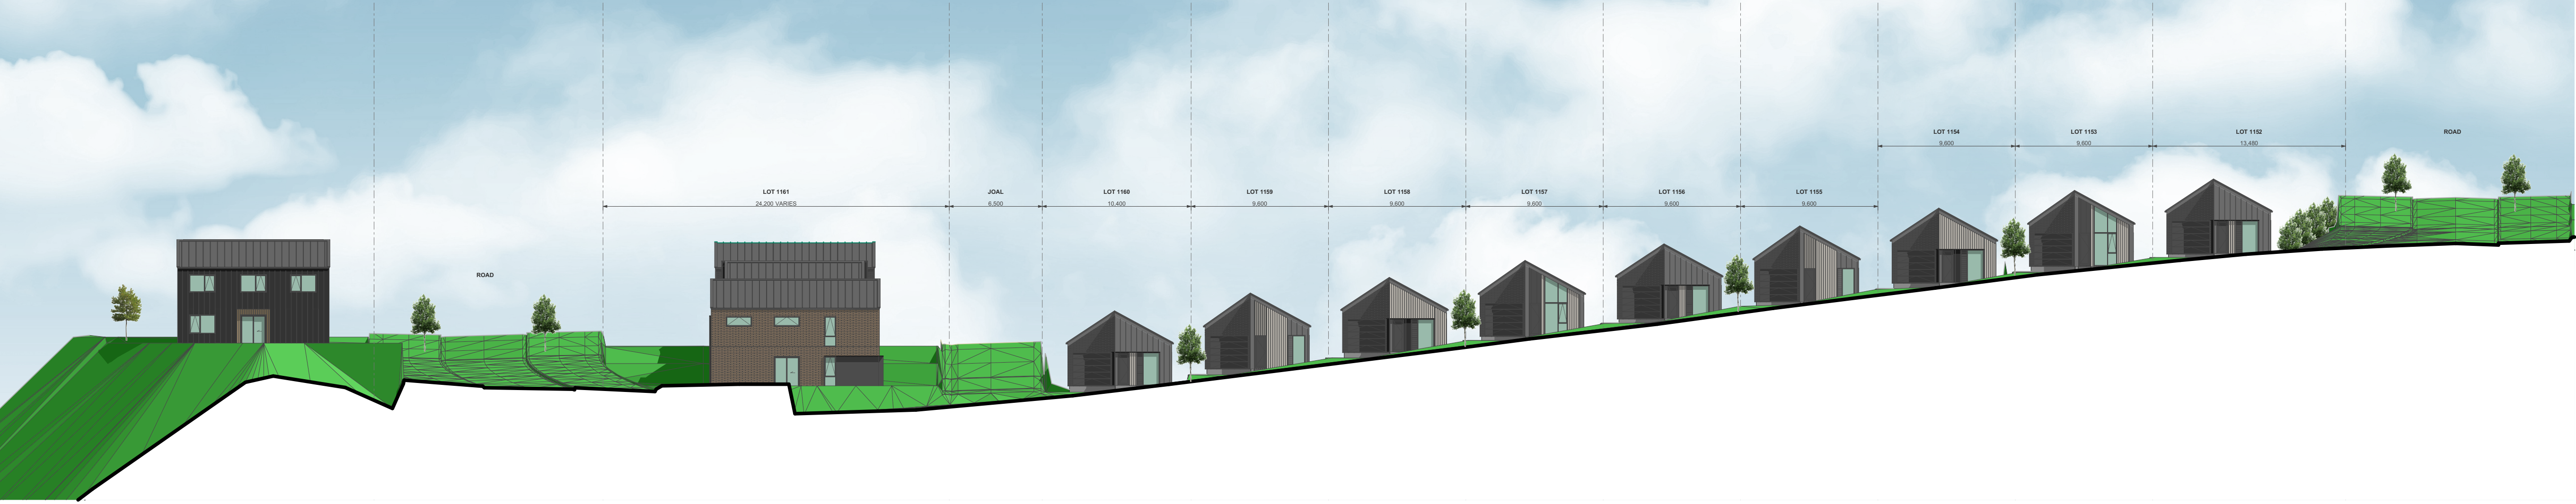 LOT 1154
LOT 1153
LOT 1152
ROAD
9,600
9,600
13,480
LOT 1161
JOAL
LOT 1160
LOT 1159
LOT 1158
LOT 1157
LOT 1156
LOT 1155
24,200 VARIES
6,500
10,400
9,600
9,600
9,600
9,600
9,600
ROAD